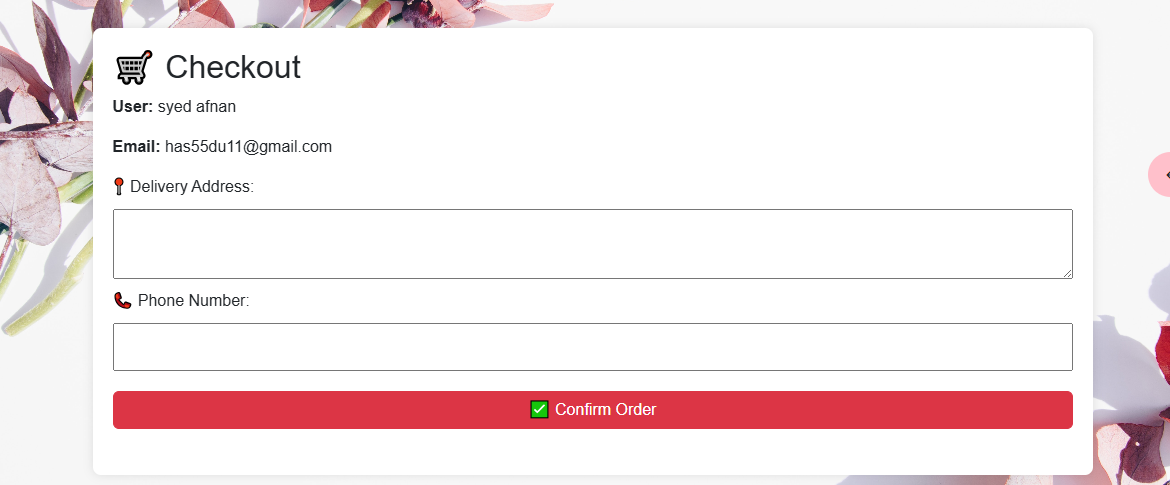 Checkout
User: syed afnan
Email: has55du11@gmail.com
Delivery Address:
Phone Number:
Confirm Order